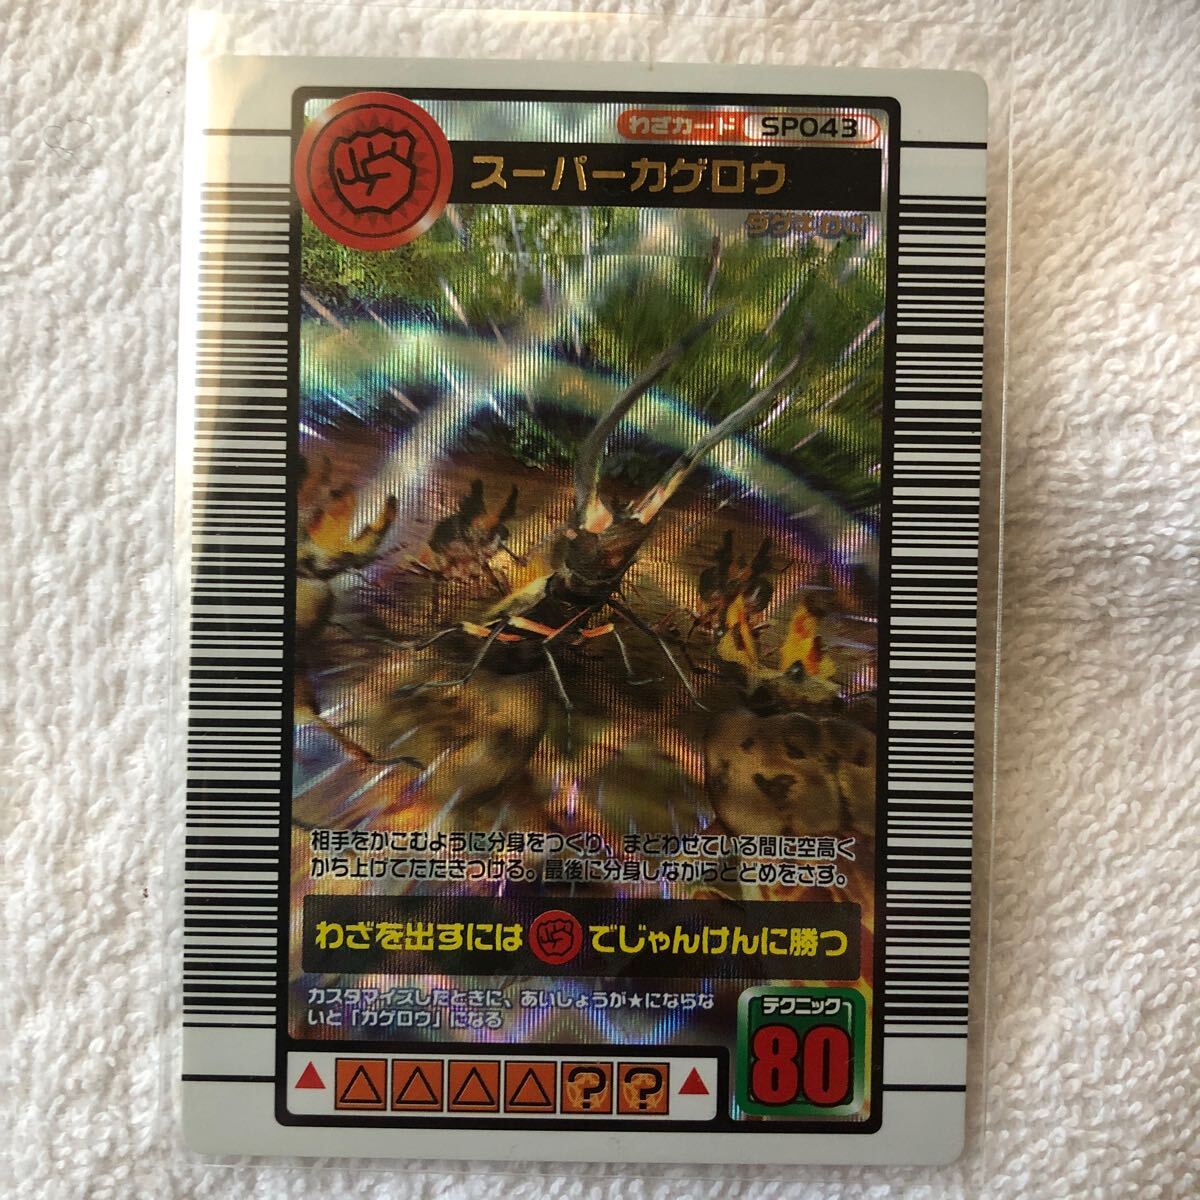 わざカード SP043
スーパーカゲロウ
ダゲキわざ
相手をかこむように分身をつくり、まどわせている間に空高く
かち上げてたたきつける。最後に分身しながらとどめをさす。
わざを出すには でじゃんけんに勝つ
カスタマイズしたときに、あいしょうが★にならな
いと「カゲロウ」になる
テクニック
80
? ?